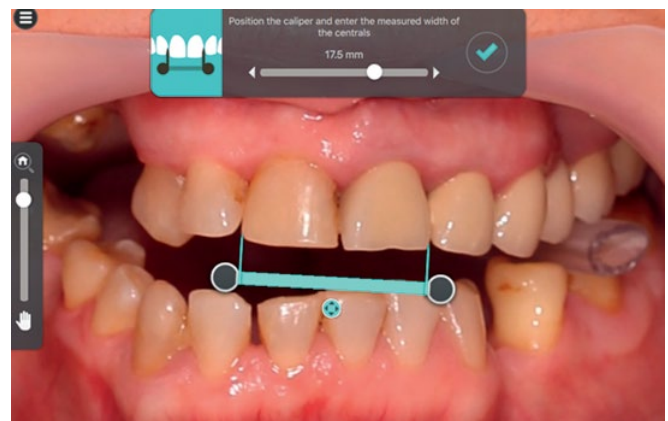 Position the caliper and enter the measured width of
the centrals
17.5 mm